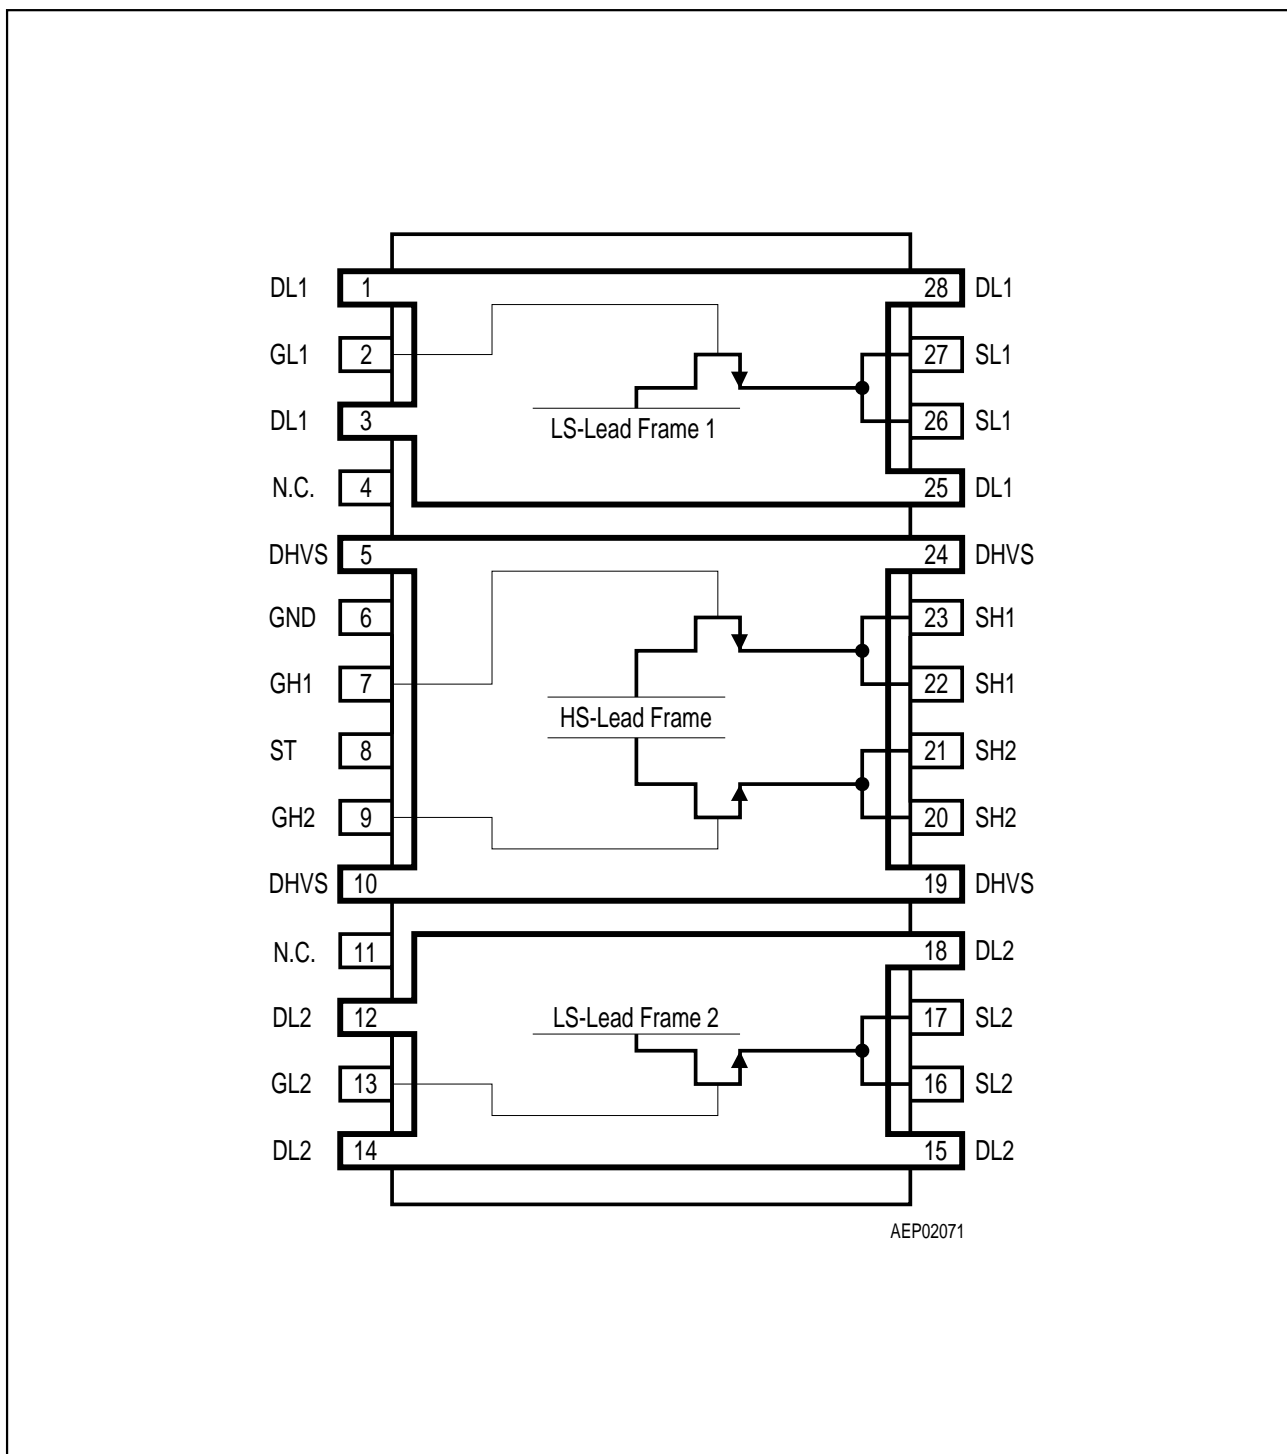 DL1 1 28 DL1
GL1 2 27 SL1
DL1 3 26 SL1
LS-Lead Frame 1
N.C. 4 25 DL1
DHVS 5 24 DHVS
GND 6 23 SH1
GH1 7 22 SH1
HS-Lead Frame
ST 8 21 SH2
GH2 9 20 SH2
DHVS 10 19 DHVS
N.C. 11 18 DL2
DL2 12 LS-Lead Frame 2 17 SL2
GL2 13 16 SL2
DL2 14 15 DL2
AEP02071